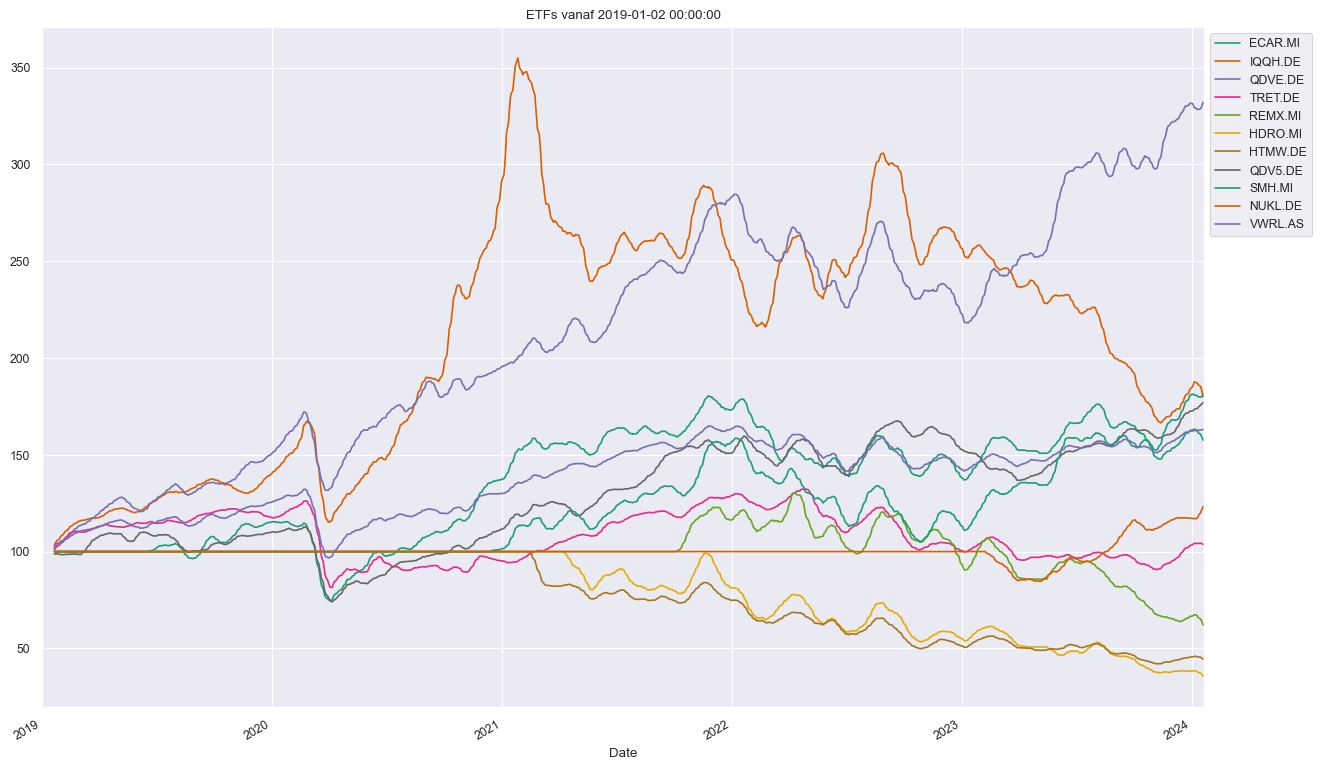 ETFs vanaf 2019-01-02 00:00:00
350
300
250
200
150
100
50
2019
2020
2021
2022
2023
2024
Date
ECAR.MI
IQQH.DE
QDVE.DE
TRET.DE
REMX.MI
HDRO.MI
HTMW.DE
QDV5.DE
SMH.MI
NUKL.DE
VWRL.AS